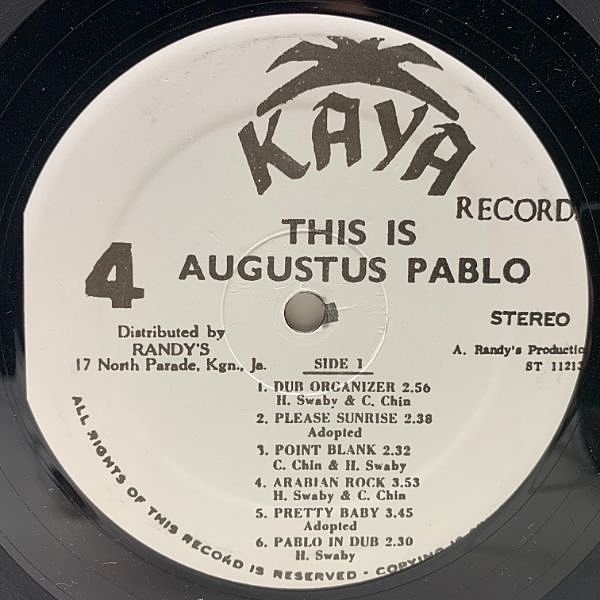 KAYA
RECORD
THIS IS
AUGUSTUS PABLO
4
STEREO
Distributed by
RANDY'S
17 North Parade, Kgn., Ja.
A. Randy's Productio
ST 11213
SIDE 1
1. DUB ORGANIZER 2.56
H. Swaby & C. Chin
2. PLEASE SUNRISE 2.38
Adopted
3. POINT BLANK 2.32
C. Chin & H. Swaby
4. ARABIAN ROCK 3.53
H. Swaby & C. Chin
5. PRETTY BABY 3.45
Adopted
6. PABLO IN DUB 2.30
H. Swaby
ALL RIGHTS OF THIS RECORD IS RESERVED - COPYING IS